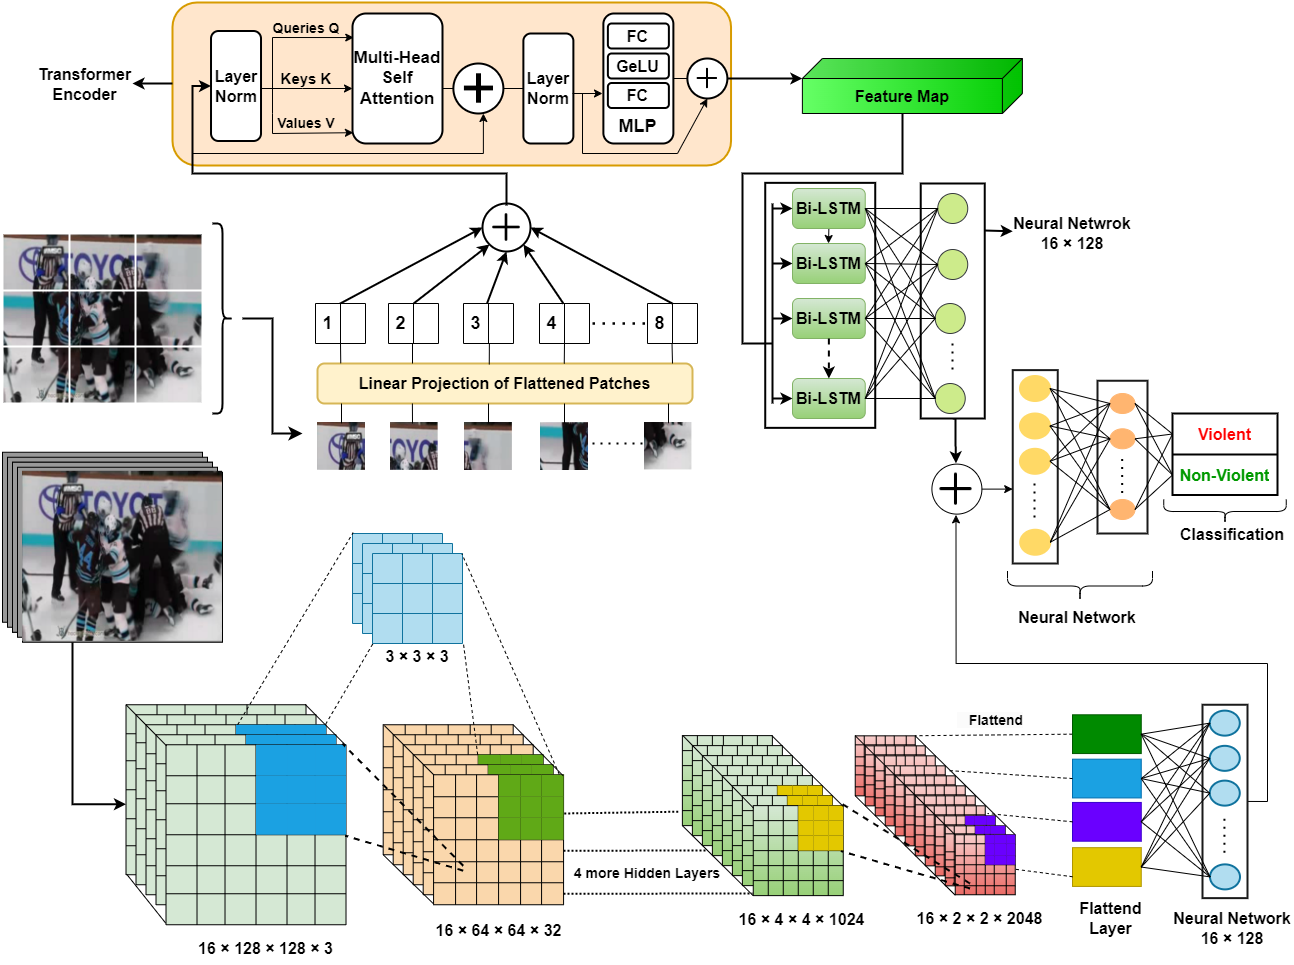 Transformer
Encoder
Layer
Norm
Queries Q
Keys K
Values V
Multi-Head
Self
Attention
Layer
Norm
FC
GeLU
FC
MLP
Feature Map
TOYOT
1
2
3
4
8
Linear Projection of Flattened Patches
Bi-LSTM
Bi-LSTM
Bi-LSTM
Bi-LSTM
Neural Netwrok
16 × 128
Violent
Non-Violent
Classification
Neural Network
TOYOT
3 × 3 × 3
16 × 128 × 128 × 3
16 × 64 × 64 × 32
4 more Hidden Layers
16 × 4 × 4 × 1024
16 × 2 × 2 × 2048
Flattend
Flattend
Layer
Neural Network
16 × 128